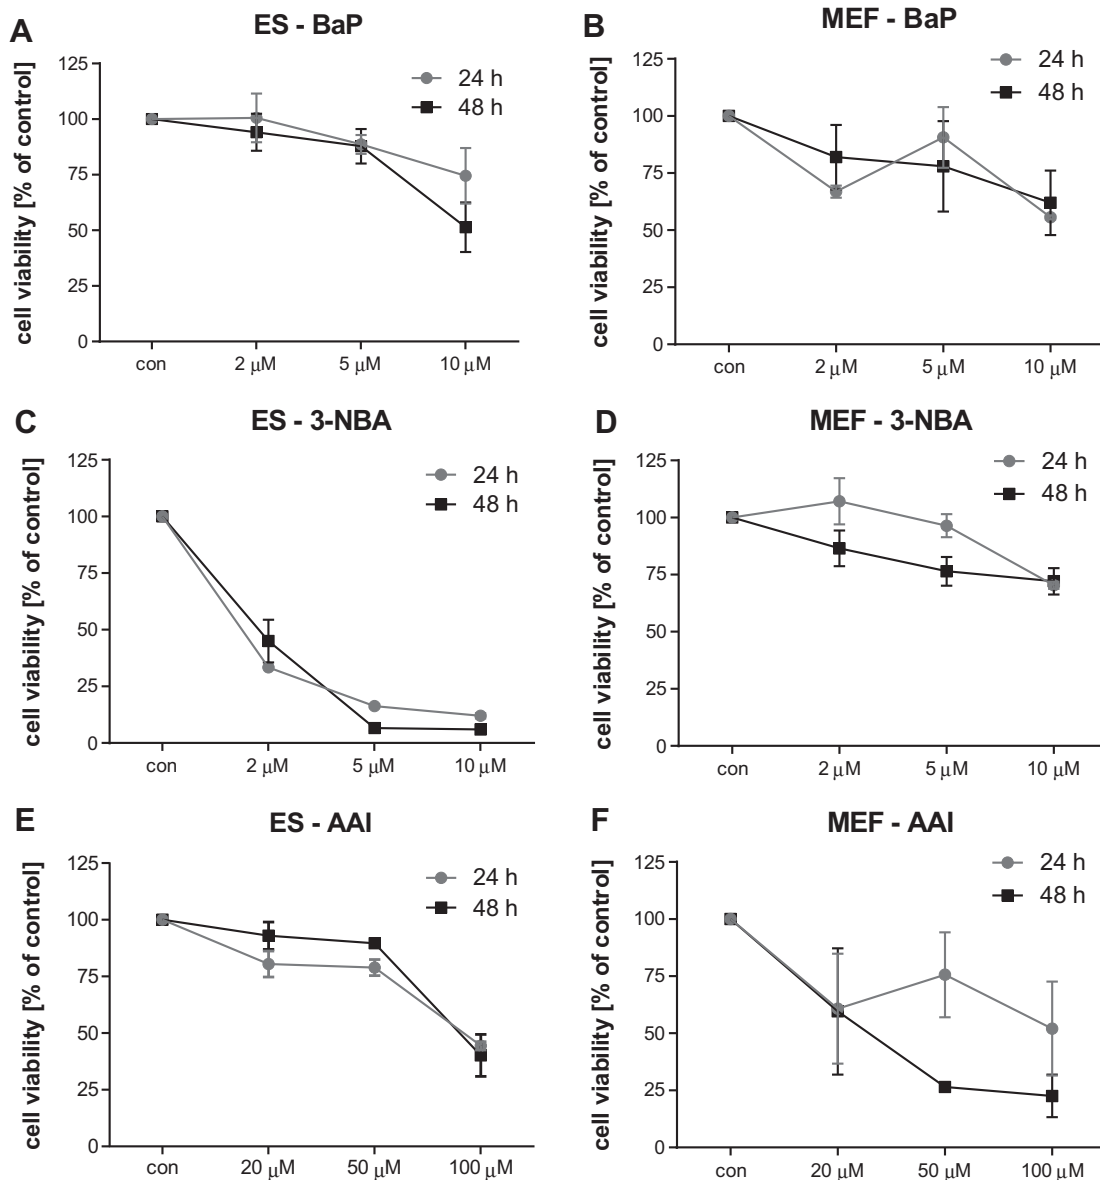 A
ES - BaP
cell viability [% of control]
125
100
75
50
25
0
24 h
48 h
con
2 μM
5 μM
10 μM
B
MEF - BaP
cell viability [% of control]
125
100
75
50
25
0
24 h
48 h
con
2 μM
5 μM
10 μM
C
ES - 3-NBA
cell viability [% of control]
125
100
75
50
25
0
24 h
48 h
con
2 μM
5 μM
10 μM
D
MEF - 3-NBA
cell viability [% of control]
125
100
75
50
25
0
24 h
48 h
con
2 μM
5 μM
10 μM
E
ES - AAI
cell viability [% of control]
125
100
75
50
25
0
24 h
48 h
con
20 μM
50 μM
100 μM
F
MEF - AAI
cell viability [% of control]
125
100
75
50
25
0
24 h
48 h
con
20 μM
50 μM
100 μM